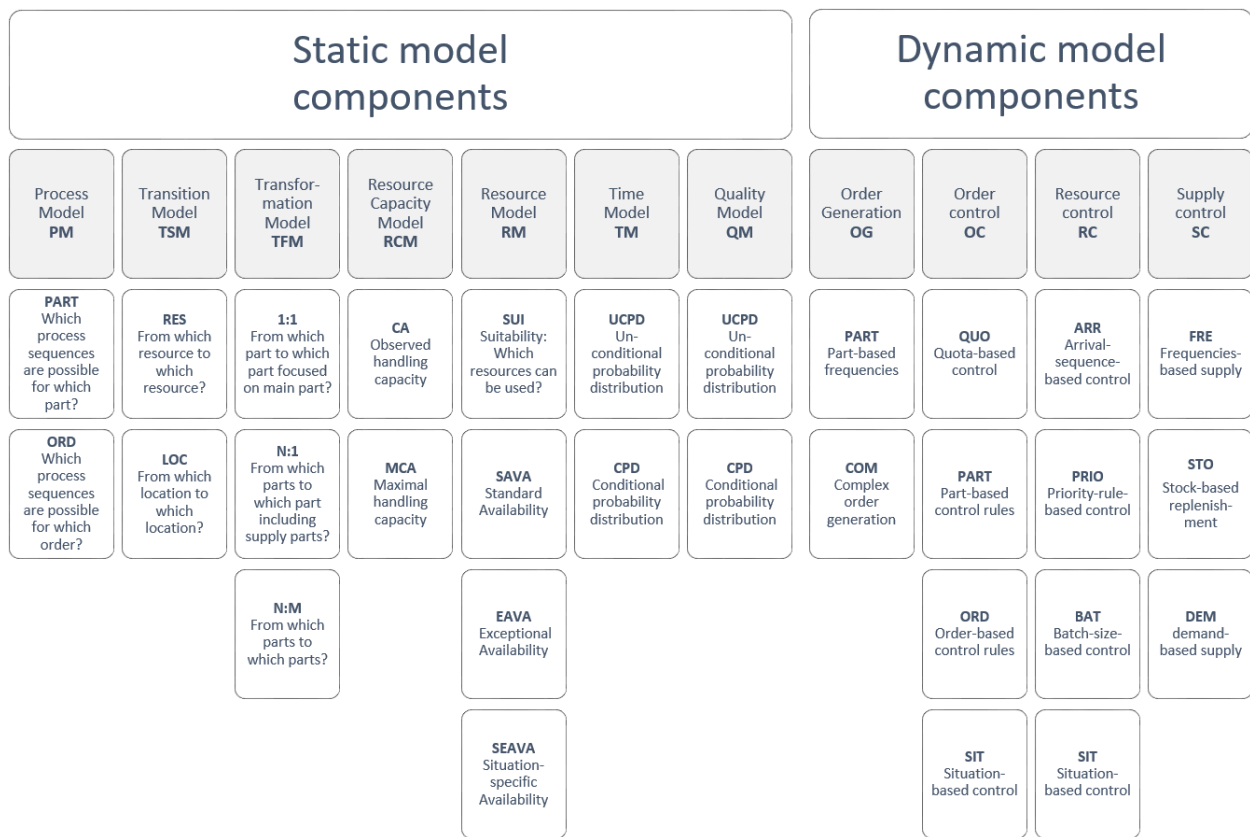 Static model
components
Dynamic model
components
Process
Model
PM
Transition
Model
TSM
Transfor-
mation
Model
TFM
Resource
Capacity
Model
RCM
Resource
Model
RM
Time
Model
TM
Quality
Model
QM
Order
Generation
OG
Order
control
OC
Resource
control
RC
Supply
control
SC
PART
Which
process
sequences
are possible
for which
part?
RES
From which
resource to
which
resource?
1:1
From which
part to which
part focused
on main part?
CA
Observed
handling
capacity
SUI
Suitability:
Which
resources can
be used?
UCPD
Un-
conditional
probability
distribution
UCPD
Un-
conditional
probability
distribution
PART
Part-based
frequencies
QUO
Quota-based
control
ARR
Arrival-
sequence-
based control
FRE
Frequencies-
based supply
ORD
Which
process
sequences
are possible
for which
order?
LOC
From which
location to
which
location?
N:1
From which
parts to
which part
including
supply parts?
MCA
Maximal
handling
capacity
SAVA
Standard
Availability
CPD
Conditional
probability
distribution
CPD
Conditional
probability
distribution
COM
Complex
order
generation
PART
Part-based
control rules
PRIO
Priority-rule-
based control
STO
Stock-based
replenish-
ment
N:M
From which
parts to
which parts?
EAVA
Exceptional
Availability
ORD
Order-based
control rules
BAT
Batch-size-
based control
DEM
demand-
based supply
SEAVA
Situation-
specific
Availability
SIT
Situation-
based control
SIT
Situation-
based control